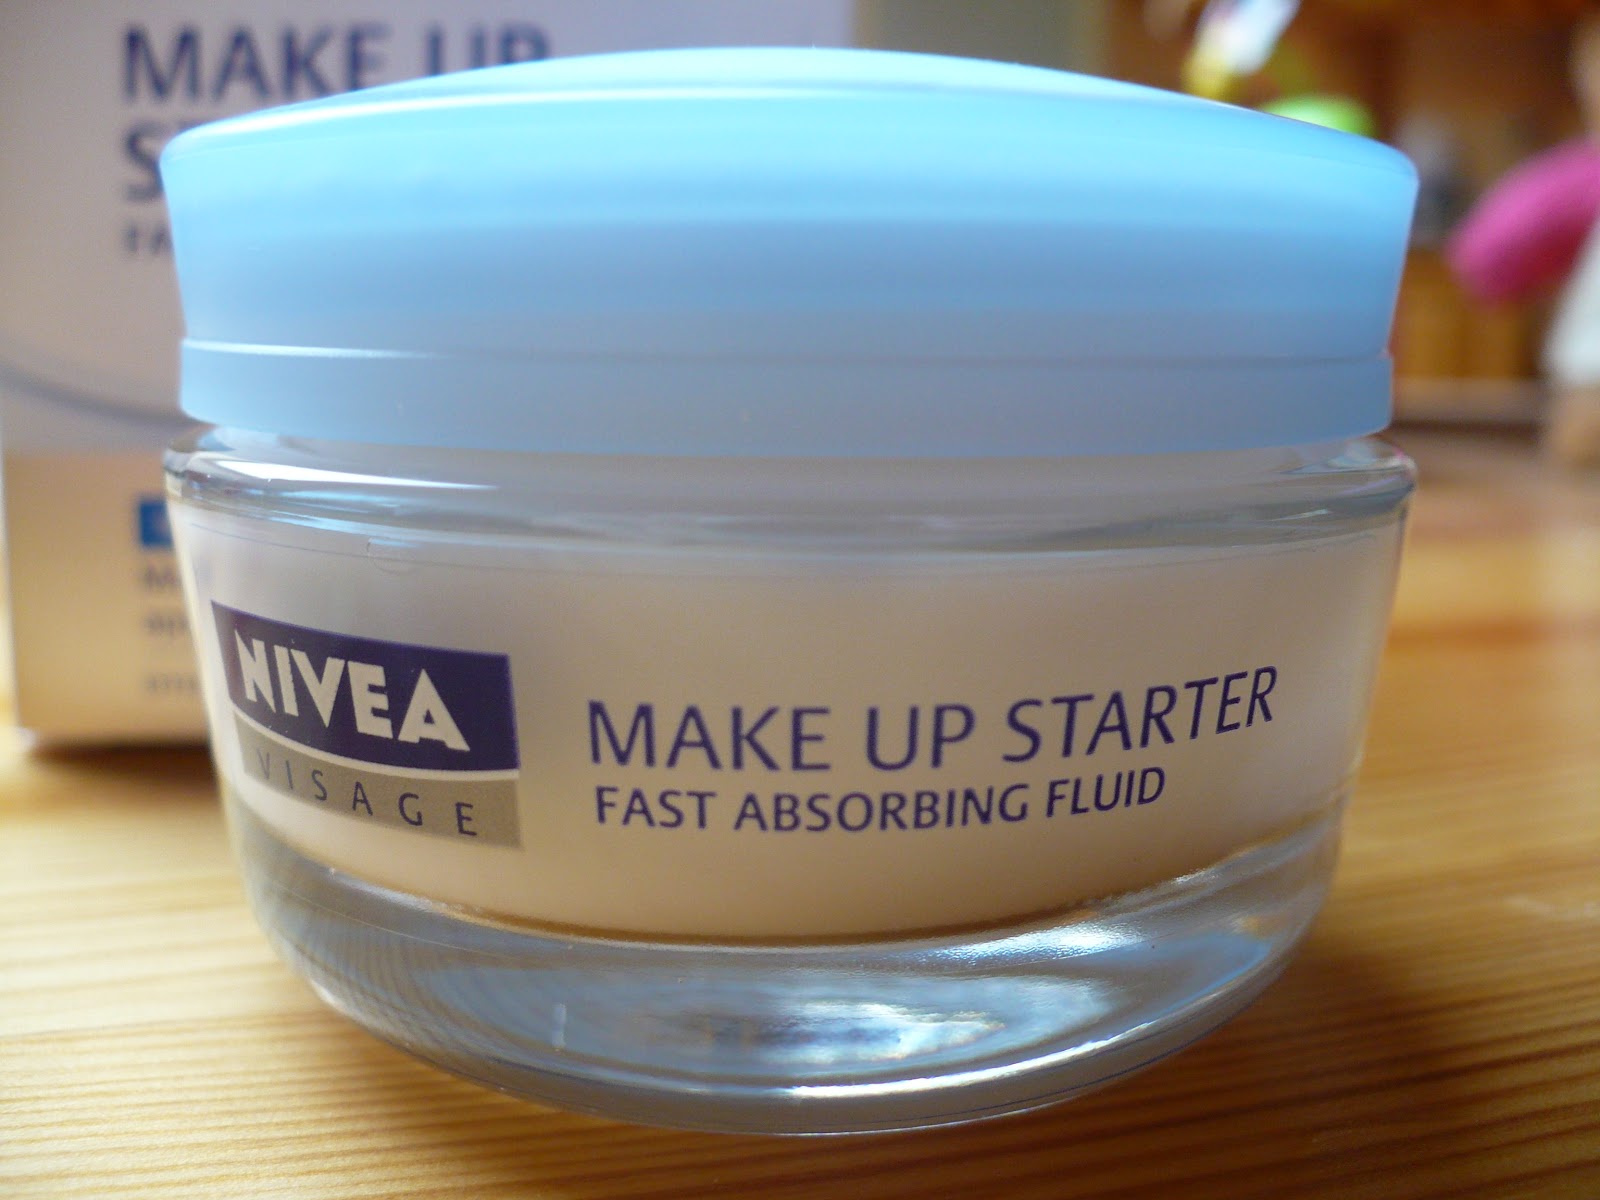 MAKE UP
NIVEA
VISAGE
MAKE UP STARTER
FAST ABSORBING FLUID